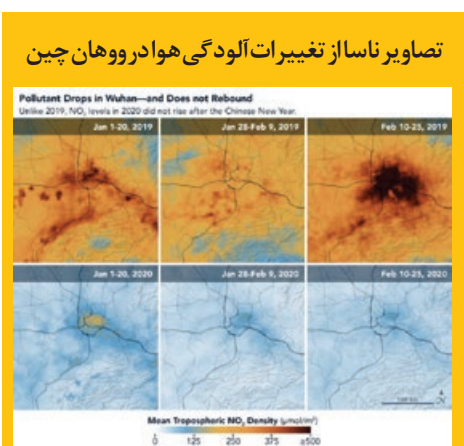 تصاویر ناسا از تغییرات آلودگی هوا در ووهان چین
Pollutant Drops in Wuhan—and Does not Rebound
Unlike 2019, NO₂ levels in 2020 did not rise after the Chinese New Year.
Jan 1-20, 2019
Jan 28-Feb 9, 2019
Feb 10-25, 2019
Jan 1-20, 2020
Jan 28-Feb 9, 2020
Feb 10-25, 2020
N
Mean Tropospheric NO₂ Density (μmol/m²)
0 125 250 375 ≥500